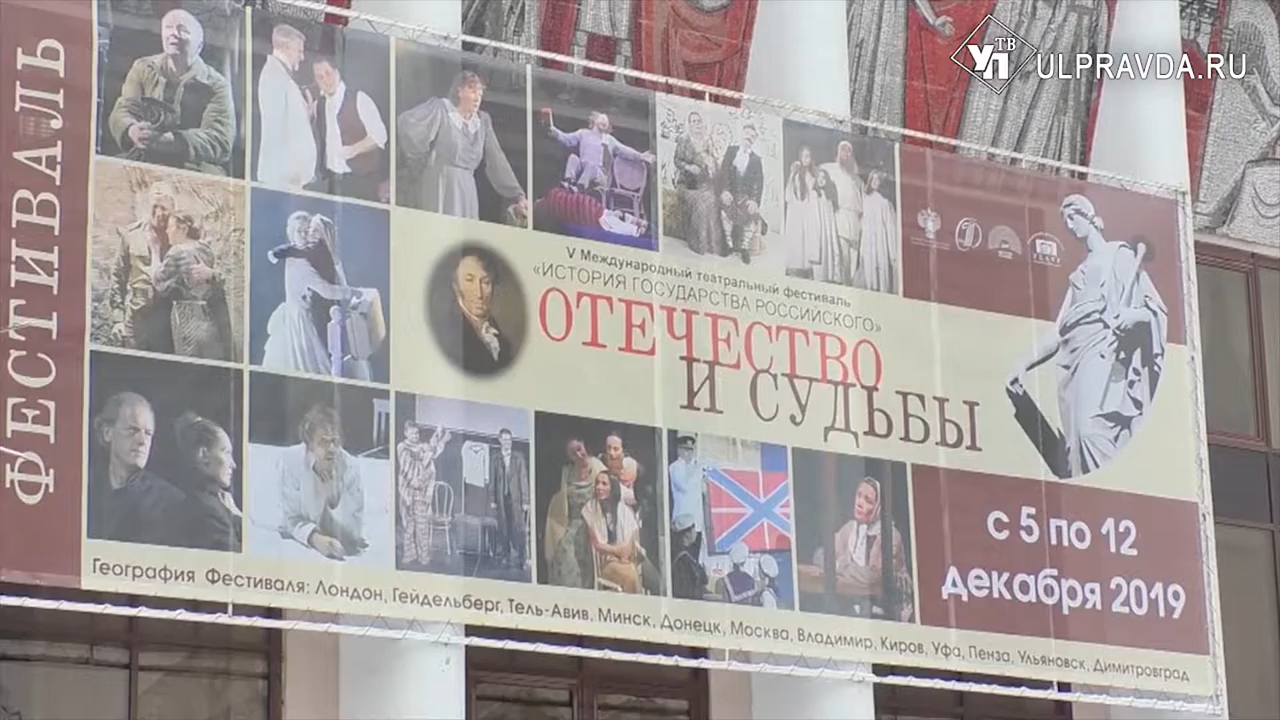 УП ТВ ULPRAVDA.RU
ФЕСТИВАЛЬ
V Международный театральный фестиваль
«ИСТОРИЯ ГОСУДАРСТВА РОССИЙСКОГО»
ОТЕЧЕСТВО
И СУДЬБЫ
с 5 по 12
декабря 2019
География Фестиваля: Лондон, Гейдельберг, Тель-Авив, Минск, Донецк, Москва, Владимир, Киров, Уфа, Пенза, Ульяновск, Димитровград